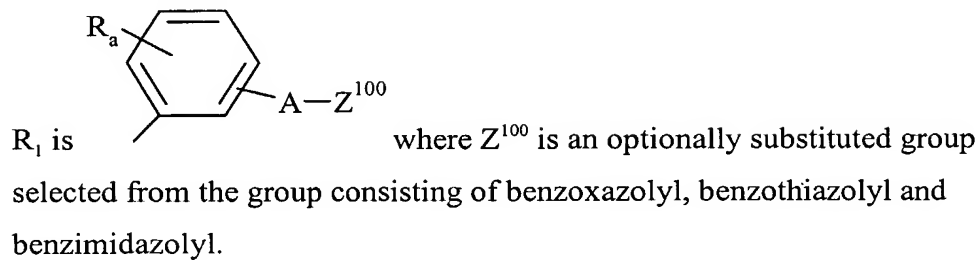 Rₐ
A—Z¹⁰⁰
R₁ is where Z¹⁰⁰ is an optionally substituted group
selected from the group consisting of benzoxazolyl, benzothiazolyl and
benzimidazolyl.